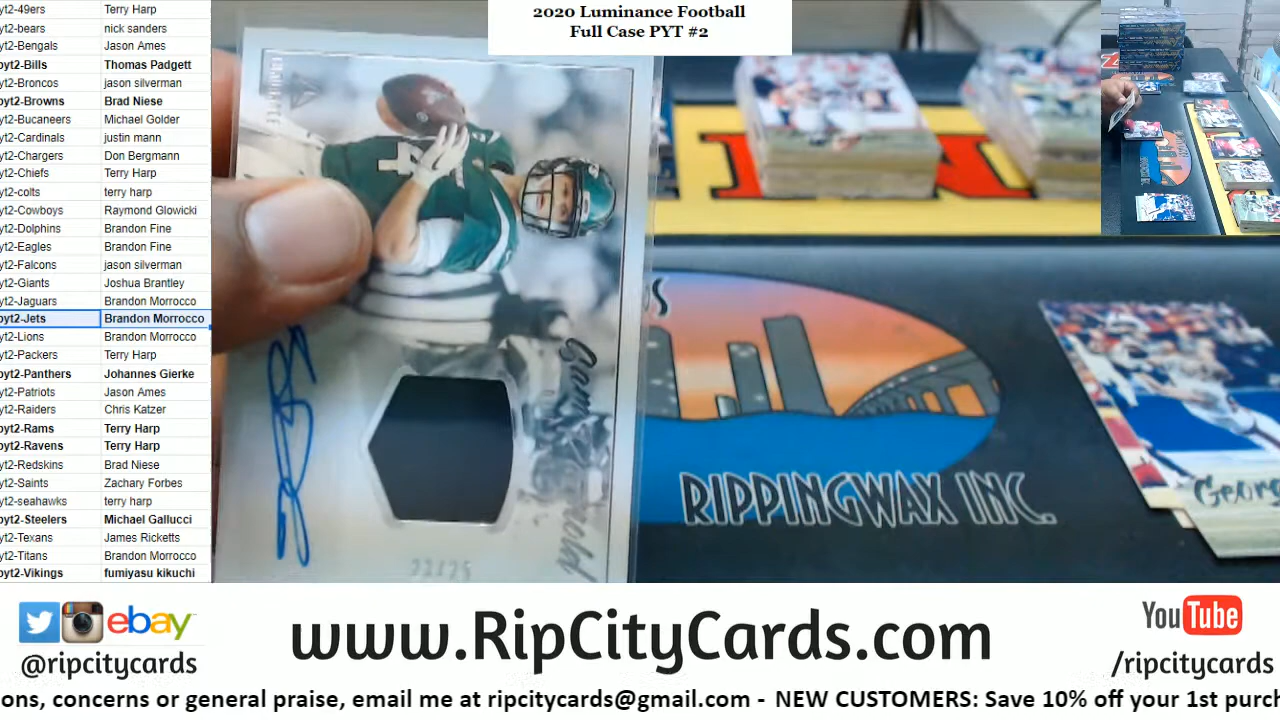 yt2-49ers Terry Harp
yt2-bears nick sanders
yt2-Bengals Jason Ames
pyt2-Bills Thomas Padgett
yt2-Broncos jason silverman
pyt2-Browns Brad Niese
yt2-Bucaneers Michael Golder
yt2-Cardinals justin mann
yt2-Chargers Don Bergmann
yt2-Chiefs Terry Harp
yt2-colts terry harp
yt2-Cowboys Raymond Glowicki
yt2-Dolphins Brandon Fine
yt2-Eagles Brandon Fine
yt2-Falcons jason silverman
yt2-Giants Joshua Brantley
yt2-Jaguars Brandon Morrocco
pyt2-Jets Brandon Morrocco
yt2-Lions Brandon Morrocco
yt2-Packers Terry Harp
pyt2-Panthers Johannes Gierke
yt2-Patriots Jason Ames
yt2-Raiders Chris Katzer
pyt2-Rams Terry Harp
pyt2-Ravens Terry Harp
yt2-Redskins Brad Niese
yt2-Saints Zachary Forbes
yt2-seahawks terry harp
pyt2-Steelers Michael Gallucci
yt2-Texans James Ricketts
yt2-Titans Brandon Morrocco
pyt2-Vikings fumiyasu kikuchi
2020 Luminance Football
Full Case PYT #2
23/25
RIPPINGWAX INC.
Georg
ebay
@ripcitycards
www.RipCityCards.com
YouTube
/ripcitycards
ons, concerns or general praise, email me at ripcitycards@gmail.com - NEW CUSTOMERS: Save 10% off your 1st purch